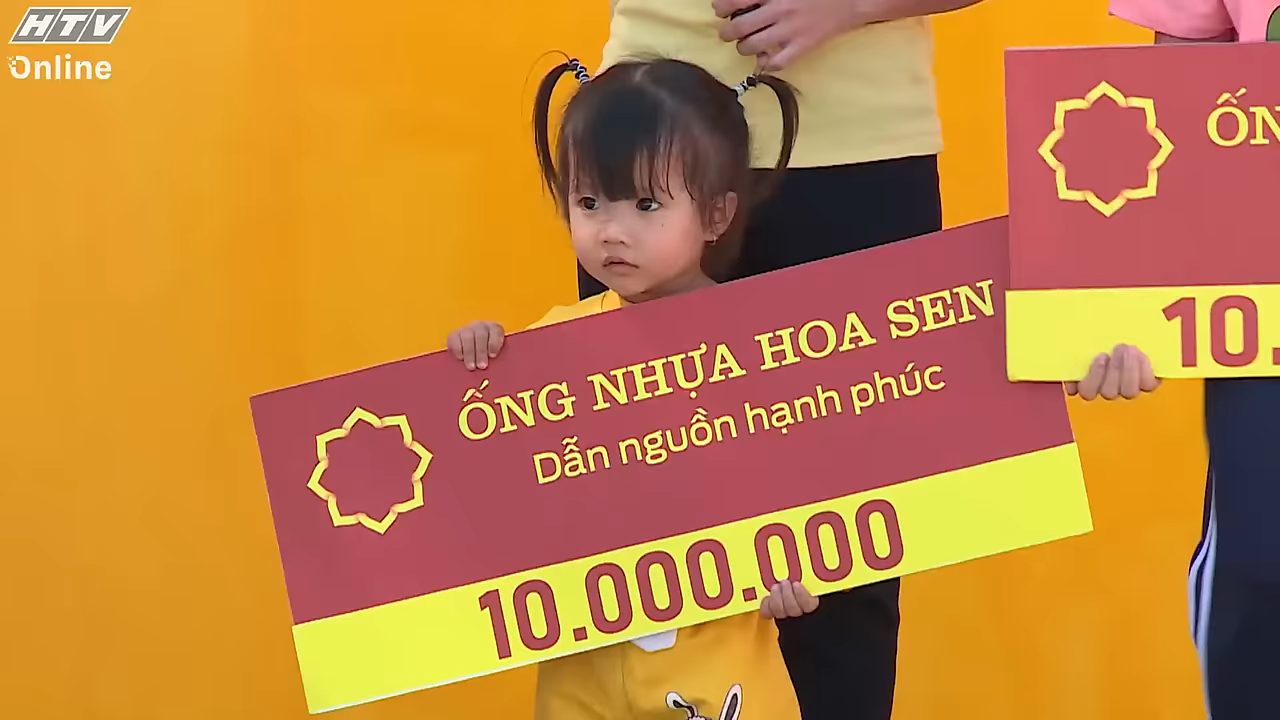 HTV
Online
ỐNG NHỰA HOA SEN
Dẫn nguồn hạnh phúc
10.000.000
ỐN
10.